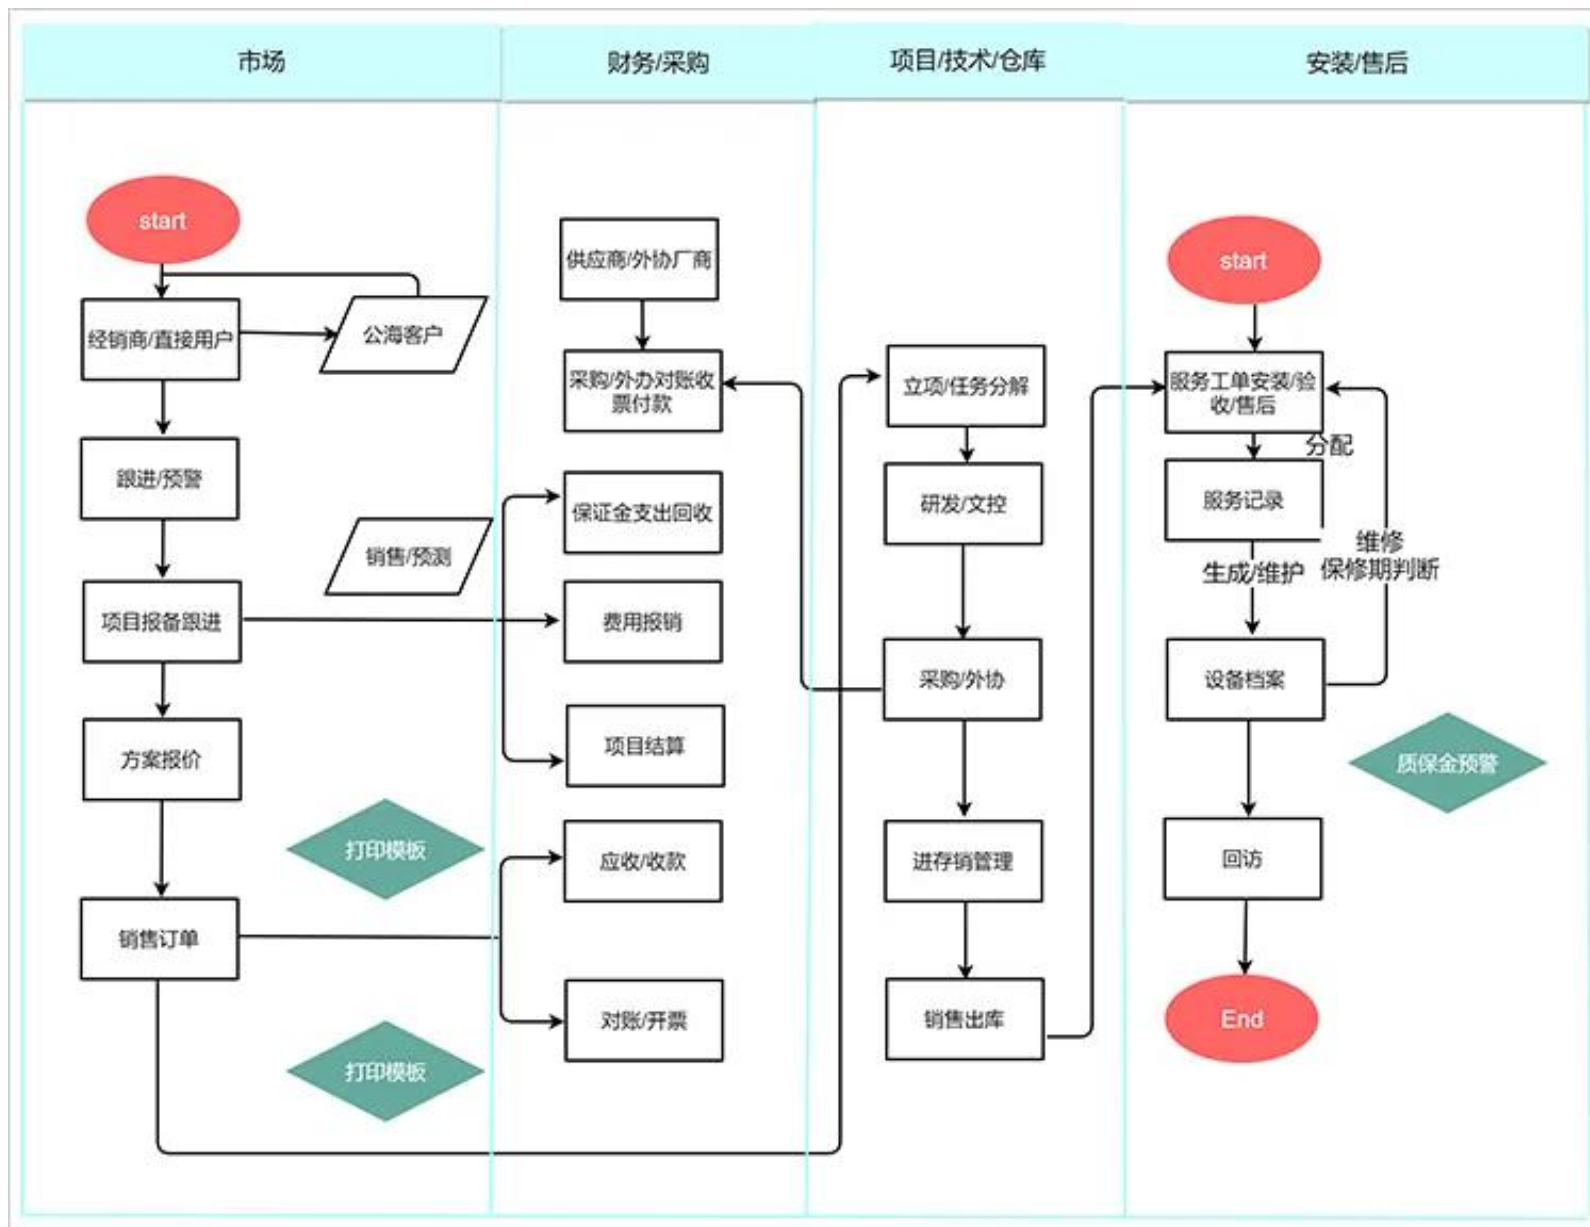 市场
财务/采购
项目/技术/仓库
安装/售后
start
经销商/直接用户
公海客户
跟进/预警
销售/预测
项目报备跟进
方案报价
打印模板
销售订单
打印模板
供应商/外协厂商
采购/外办对账收
票付款
保证金支出回收
费用报销
项目结算
应收/收款
对账/开票
立项/任务分解
研发/文控
采购/外协
进存销管理
销售出库
start
服务工单安装/验
收/售后
分配
服务记录
生成/维护
维修
保修期判断
设备档案
质保金预警
回访
End